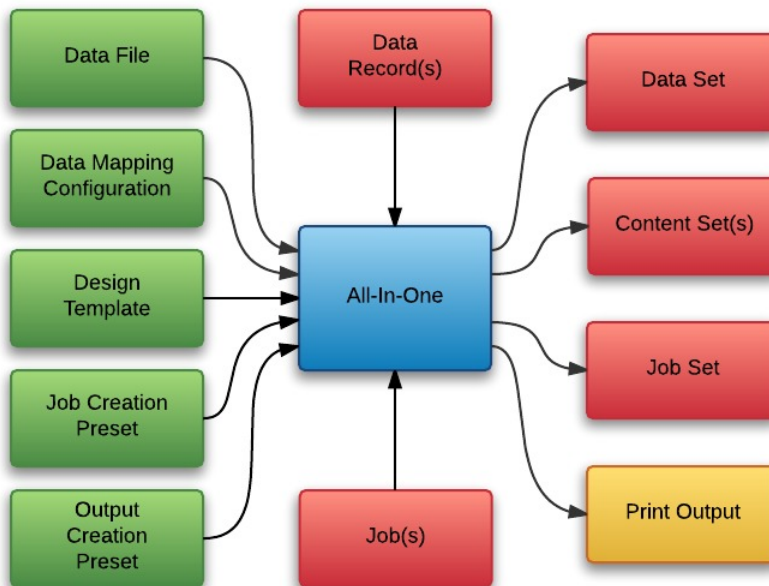 Data File
Data Mapping
Configuration
Design
Template
Job Creation
Preset
Output
Creation
Preset
Data
Record(s)
All-In-One
Job(s)
Data Set
Content Set(s)
Job Set
Print Output